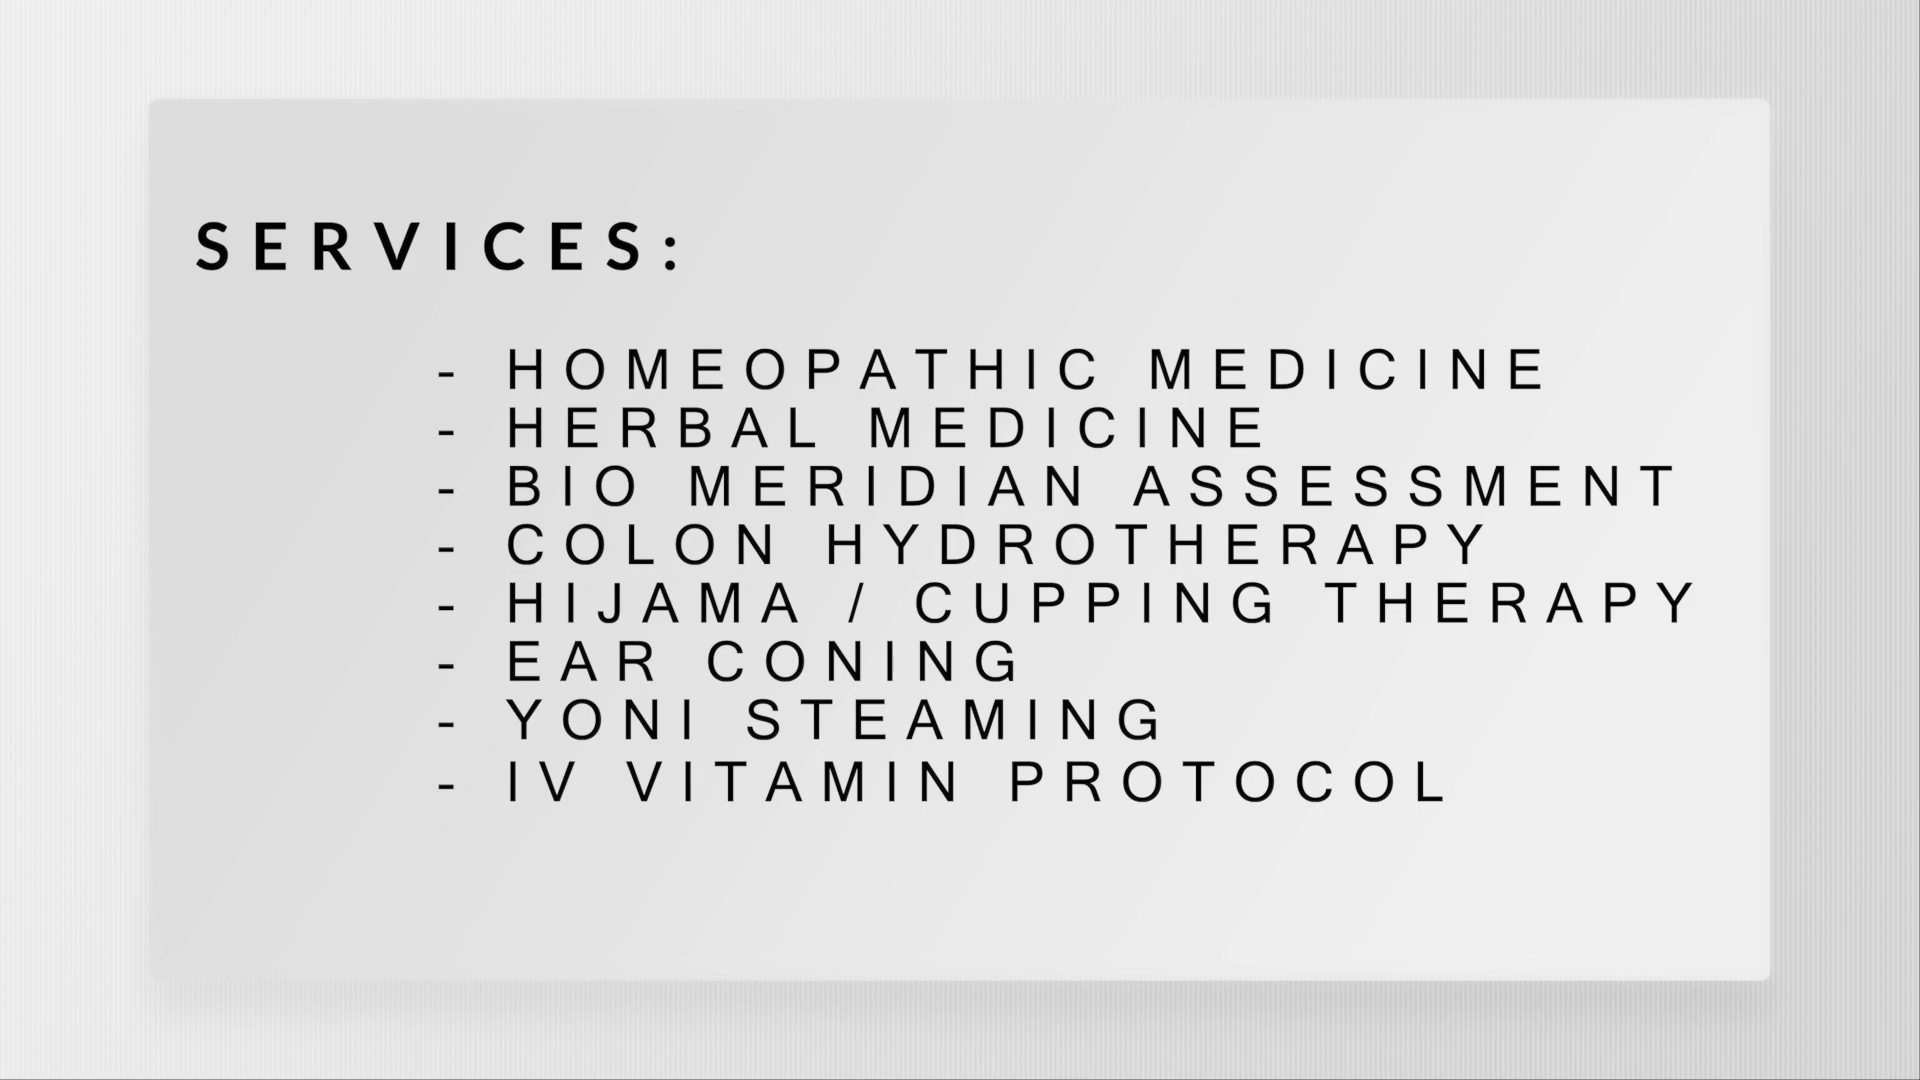 SERVICES:
- HOMEOPATHIC MEDICINE
- HERBAL MEDICINE
- BIO MERIDIAN ASSESSMENT
- COLON HYDROTHERAPY
- HIJAMA / CUPPING THERAPY
- EAR CONING
- YONI STEAMING
- IV VITAMIN PROTOCOL